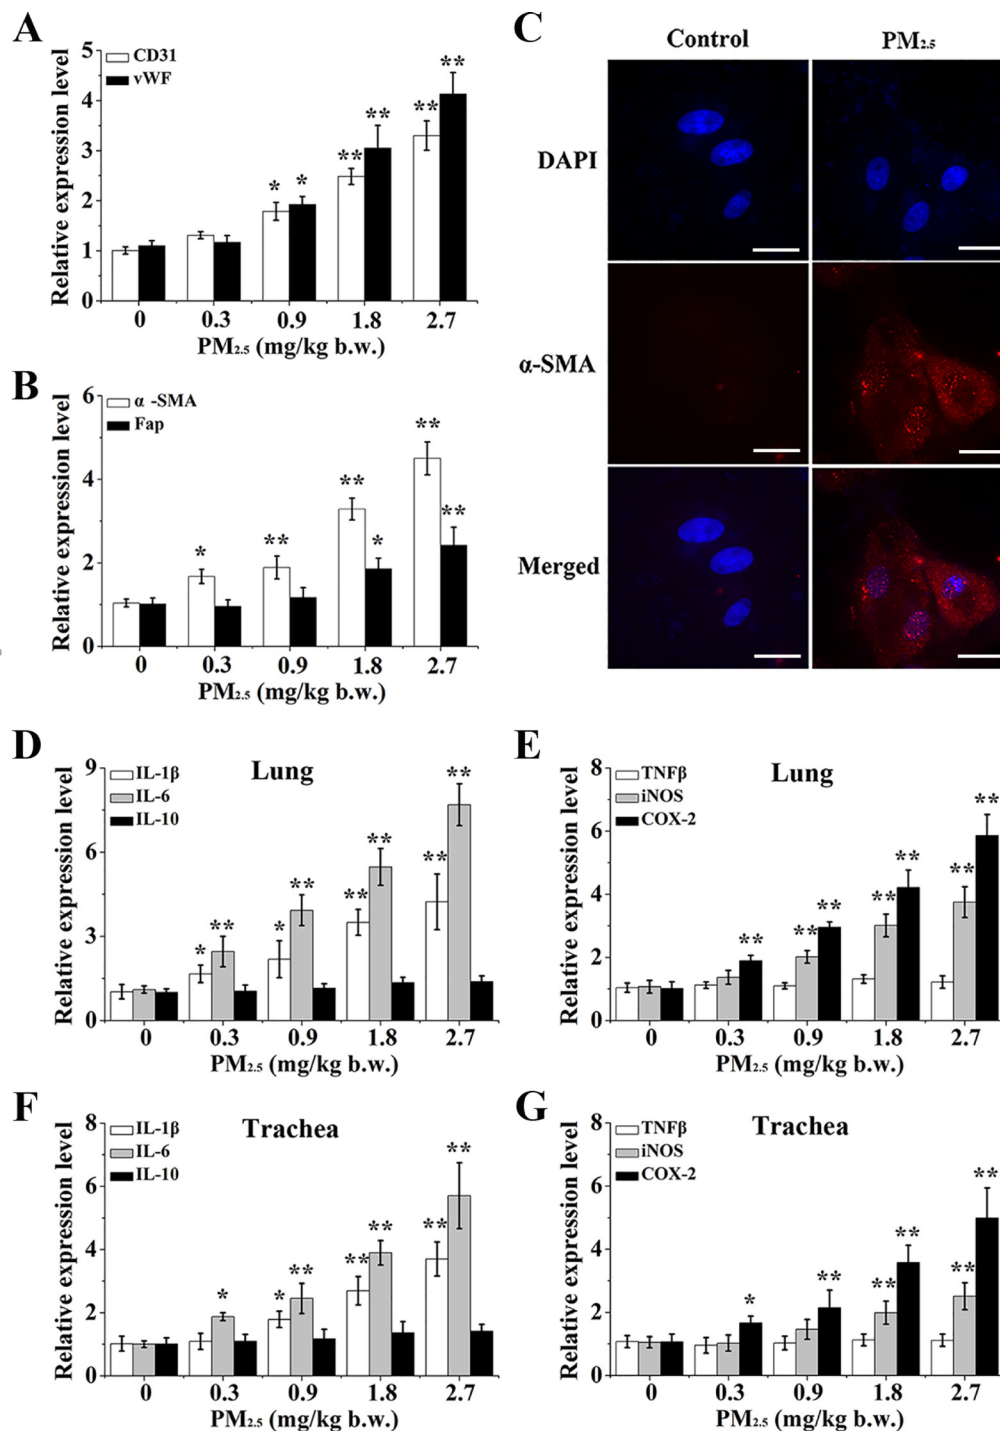 A
CD31
vWF
Relative expression level
5
4
3
2
1
0
* * ** ** ** **
0 0.3 0.9 1.8 2.7
PM2.5 (mg/kg b.w.)
B
α -SMA
Fap
Relative expression level
6
4
2
0
* ** ** * ** **
0 0.3 0.9 1.8 2.7
PM2.5 (mg/kg b.w.)
C
Control PM2.5
DAPI
α-SMA
Merged
D
Lung
IL-1β
IL-6
IL-10
Relative expression level
9
6
3
0
* ** * ** ** ** ** **
0 0.3 0.9 1.8 2.7
PM2.5 (mg/kg b.w.)
E
Lung
TNFβ
iNOS
COX-2
Relative expression level
8
6
4
2
0
** ** ** ** ** ** **
0 0.3 0.9 1.8 2.7
PM2.5 (mg/kg b.w.)
F
Trachea
IL-1β
IL-6
IL-10
Relative expression level
8
6
4
2
0
* * ** ** ** ** **
0 0.3 0.9 1.8 2.7
PM2.5 (mg/kg b.w.)
G
Trachea
TNFβ
iNOS
COX-2
Relative expression level
8
6
4
2
0
* ** ** ** ** **
0 0.3 0.9 1.8 2.7
PM2.5 (mg/kg b.w.)